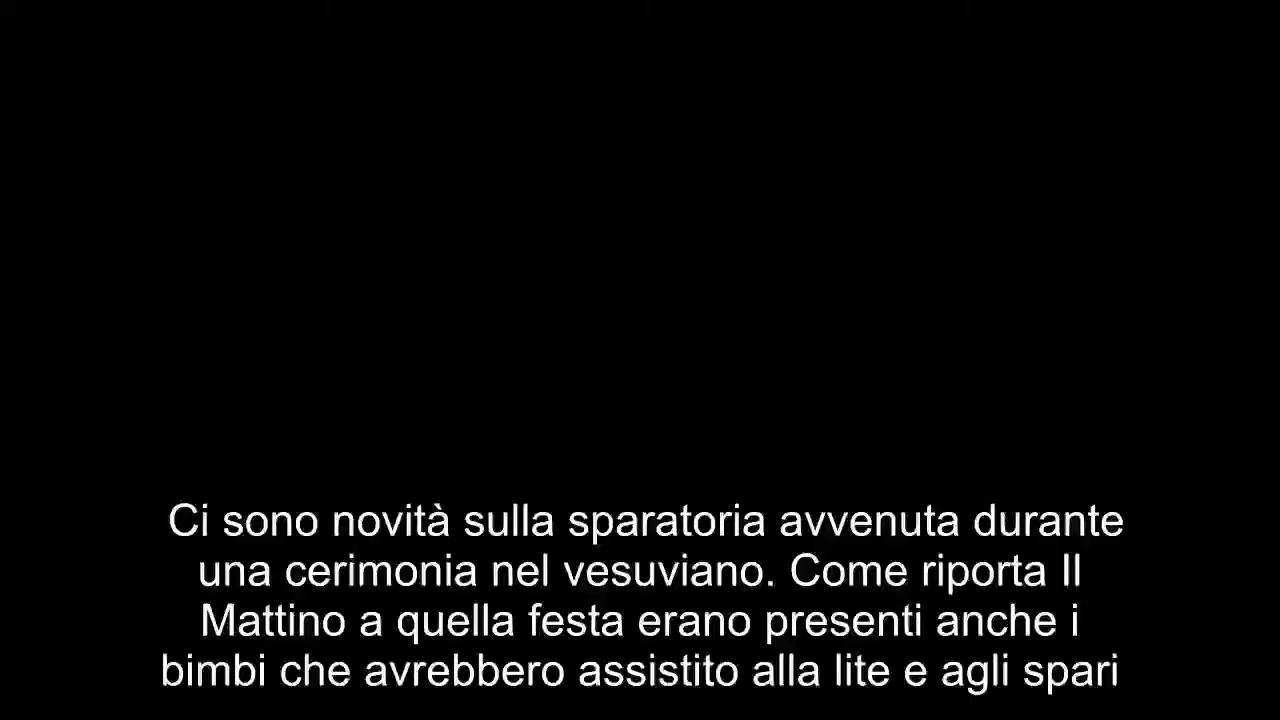 Ci sono novità sulla sparatoria avvenuta durante
una cerimonia nel vesuviano. Come riporta Il
Mattino a quella festa erano presenti anche i
bimbi che avrebbero assistito alla lite e agli spari